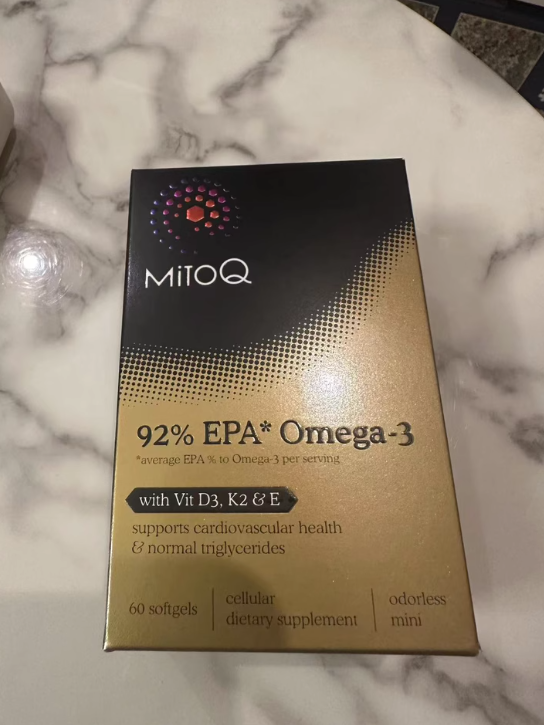 MITOQ
92% EPA* Omega-3
*average EPA % to Omega-3 per serving
with Vit D3, K2 & E
supports cardiovascular health
& normal triglycerides
60 softgels
cellular
dietary supplement
odorless
mini